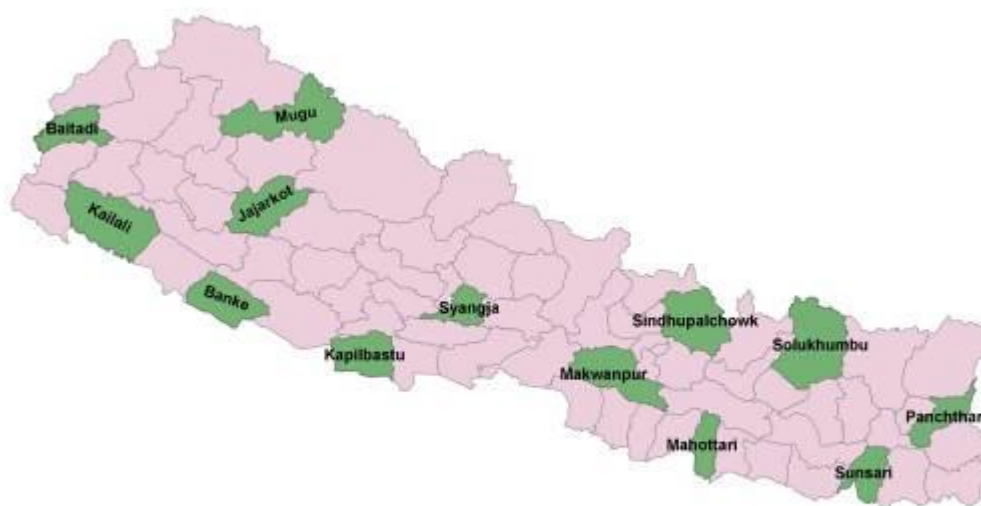 Mugu
Baitadi
Jajarkot
Kailali
Banke
Syangja
Sindhupalchowk
Solukhumbu
Kapilbastu
Makwanpur
Panchthar
Mahottari
Sunsari